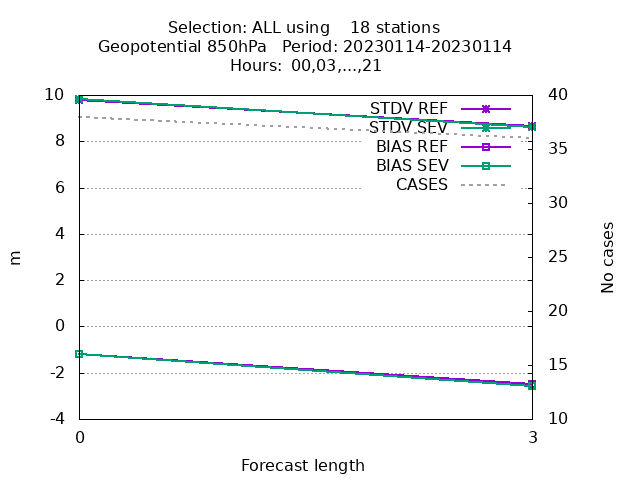 Selection: ALL using    18 stations
Geopotential 850hPa   Period: 20230114-20230114
Hours:  00,03,...,21
STDV REF
STDV SEV
BIAS REF
BIAS SEV
CASES
10
8
6
4
2
0
-2
-4
40
35
30
25
20
15
10
m
No cases
0
3
Forecast length